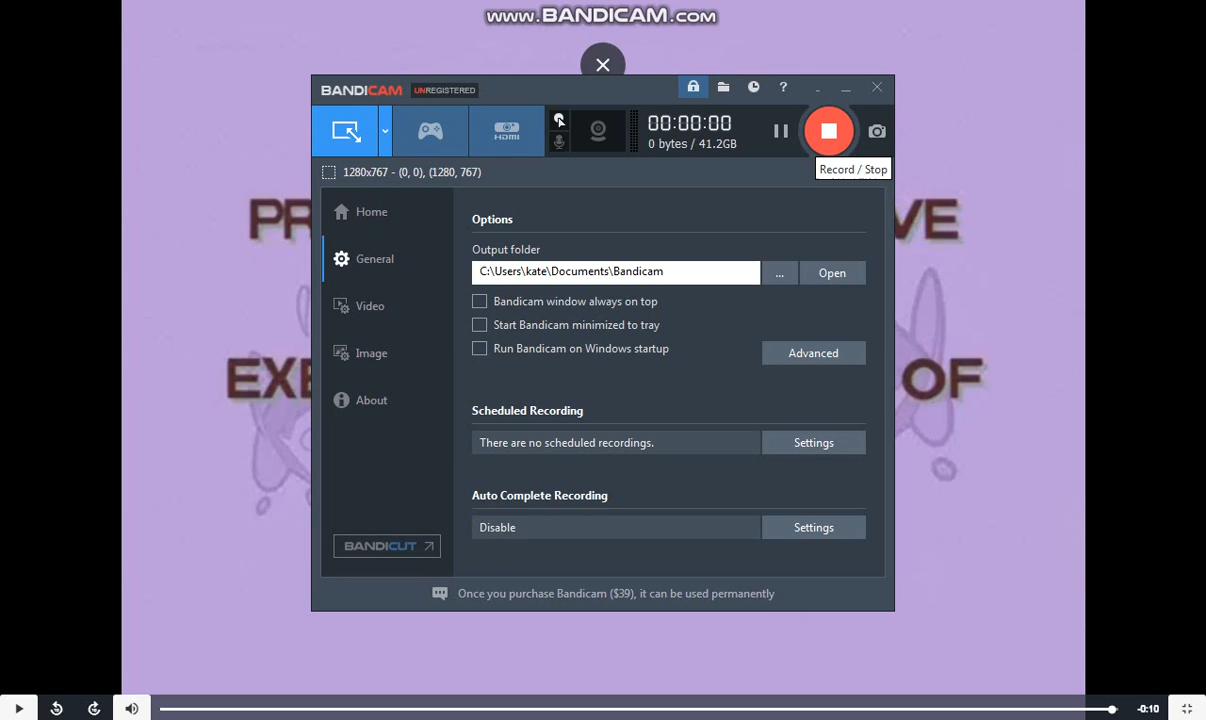 www.BANDICAM.com
BANDICAM UNREGISTERED
?
HDMI
00:00:00
0 bytes / 41.2GB
Record / Stop
1280x767 - (0, 0), (1280, 767)
PR VE
EXE OF
Home
General
Video
Image
About
BANDICUT
Options
Output folder
C:\Users\kate\Documents\Bandicam
...
Open
Bandicam window always on top
Start Bandicam minimized to tray
Run Bandicam on Windows startup
Advanced
Scheduled Recording
There are no scheduled recordings.
Settings
Auto Complete Recording
Disable
Settings
Once you purchase Bandicam ($39), it can be used permanently
-0:10